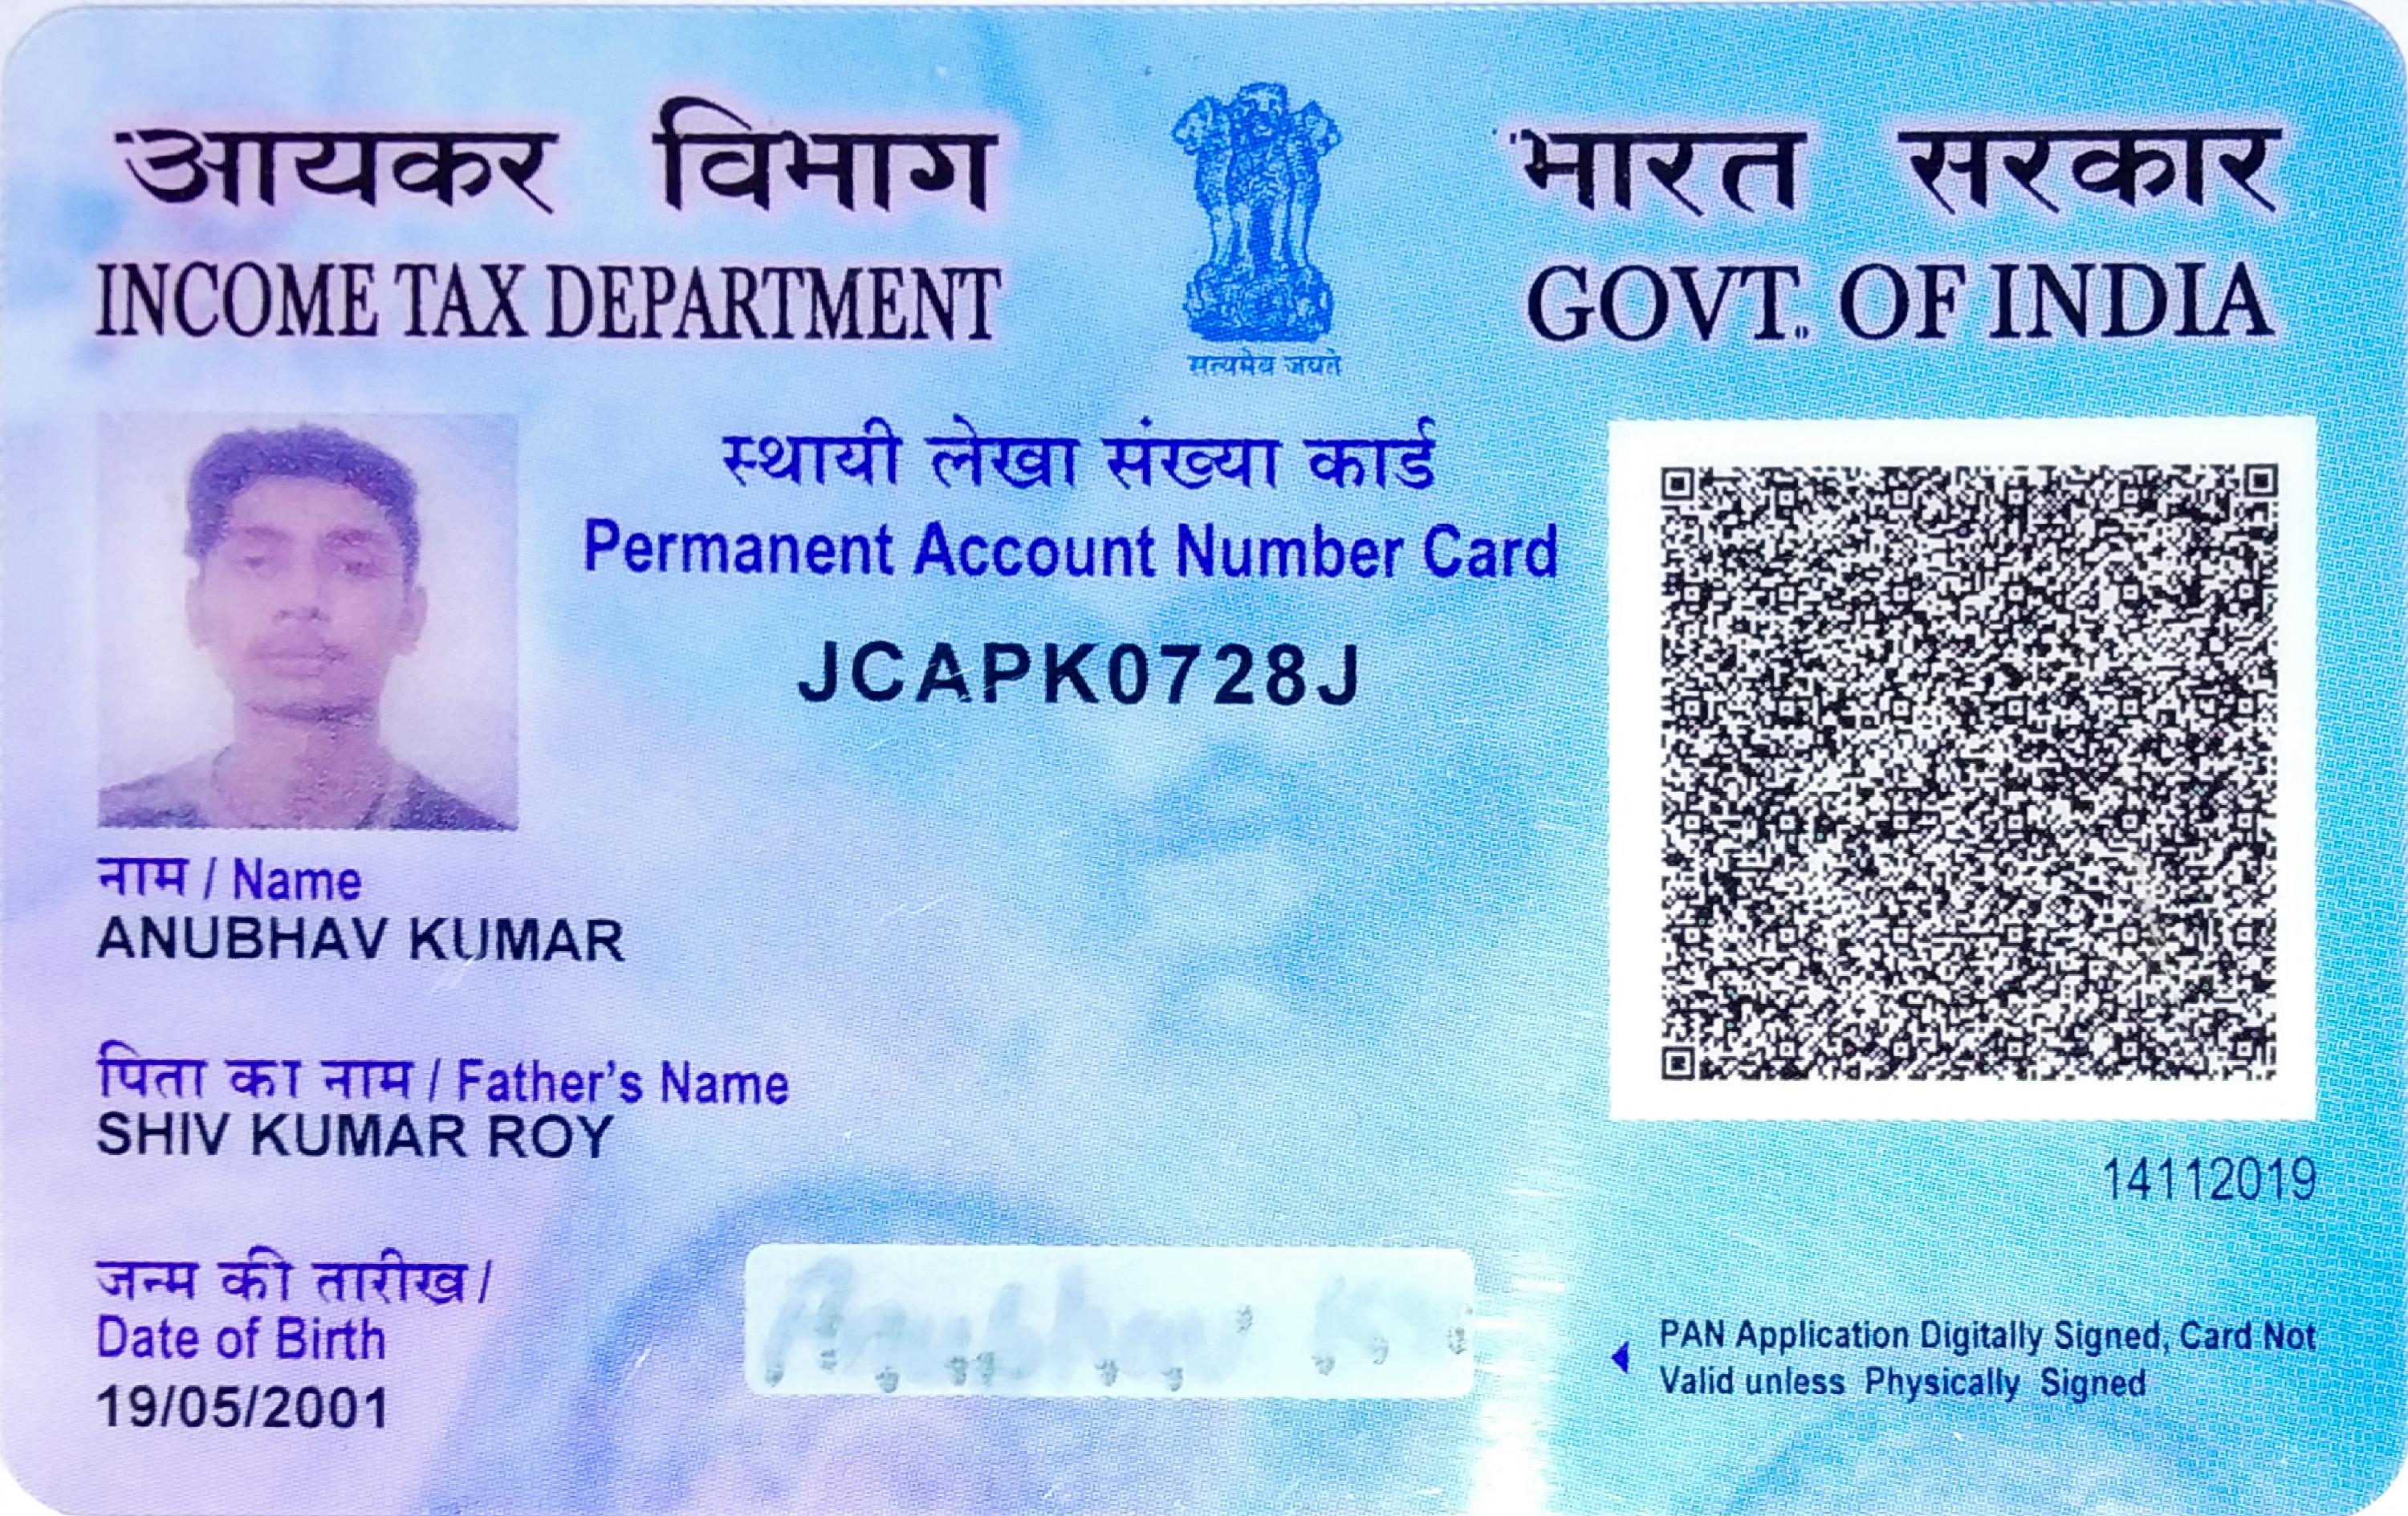 आयकर विभाग
INCOME TAX DEPARTMENT
भारत सरकार
GOVT. OF INDIA
सत्यमेव जयते
स्थायी लेखा संख्या कार्ड
Permanent Account Number Card
JCAPK0728J
नाम / Name
ANUBHAV KUMAR
पिता का नाम / Father's Name
SHIV KUMAR ROY
14112019
जन्म की तारीख /
Date of Birth
19/05/2001
Anubhav
PAN Application Digitally Signed, Card Not
Valid unless Physically Signed